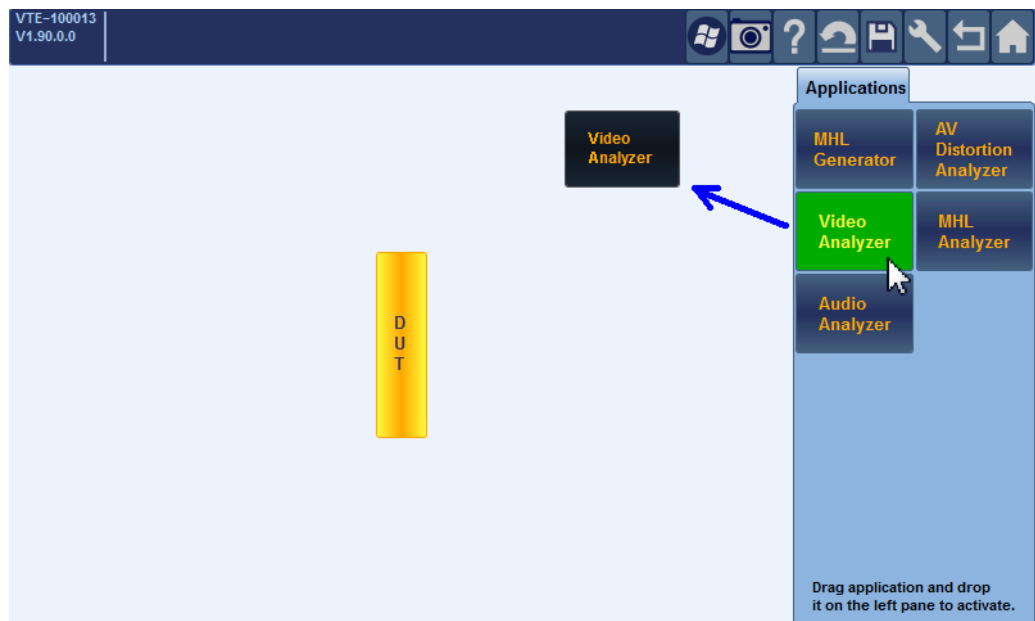 VTE-100013
V1.90.0.0
Applications
Video
Analyzer
MHL
Generator
AV
Distortion
Analyzer
Video
Analyzer
MHL
Analyzer
Audio
Analyzer
D
U
T
Drag application and drop
it on the left pane to activate.